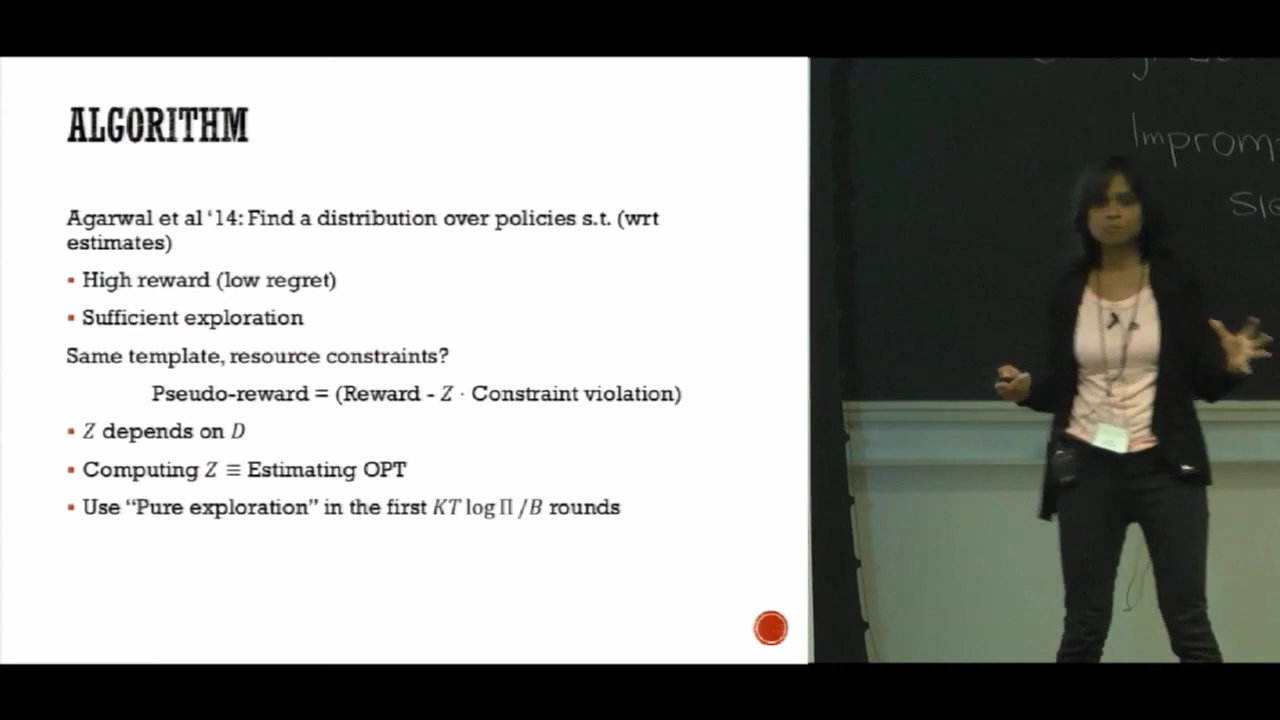 ALGORITHM
Agarwal et al ‘14: Find a distribution over policies s.t. (wrt
estimates)
▪ High reward (low regret)
▪ Sufficient exploration
Same template, resource constraints?
Pseudo-reward = (Reward - Z · Constraint violation)
▪ Z depends on D
▪ Computing Z ≡ Estimating OPT
▪ Use “Pure exploration” in the first KT log Π /B rounds
Improm
Sle